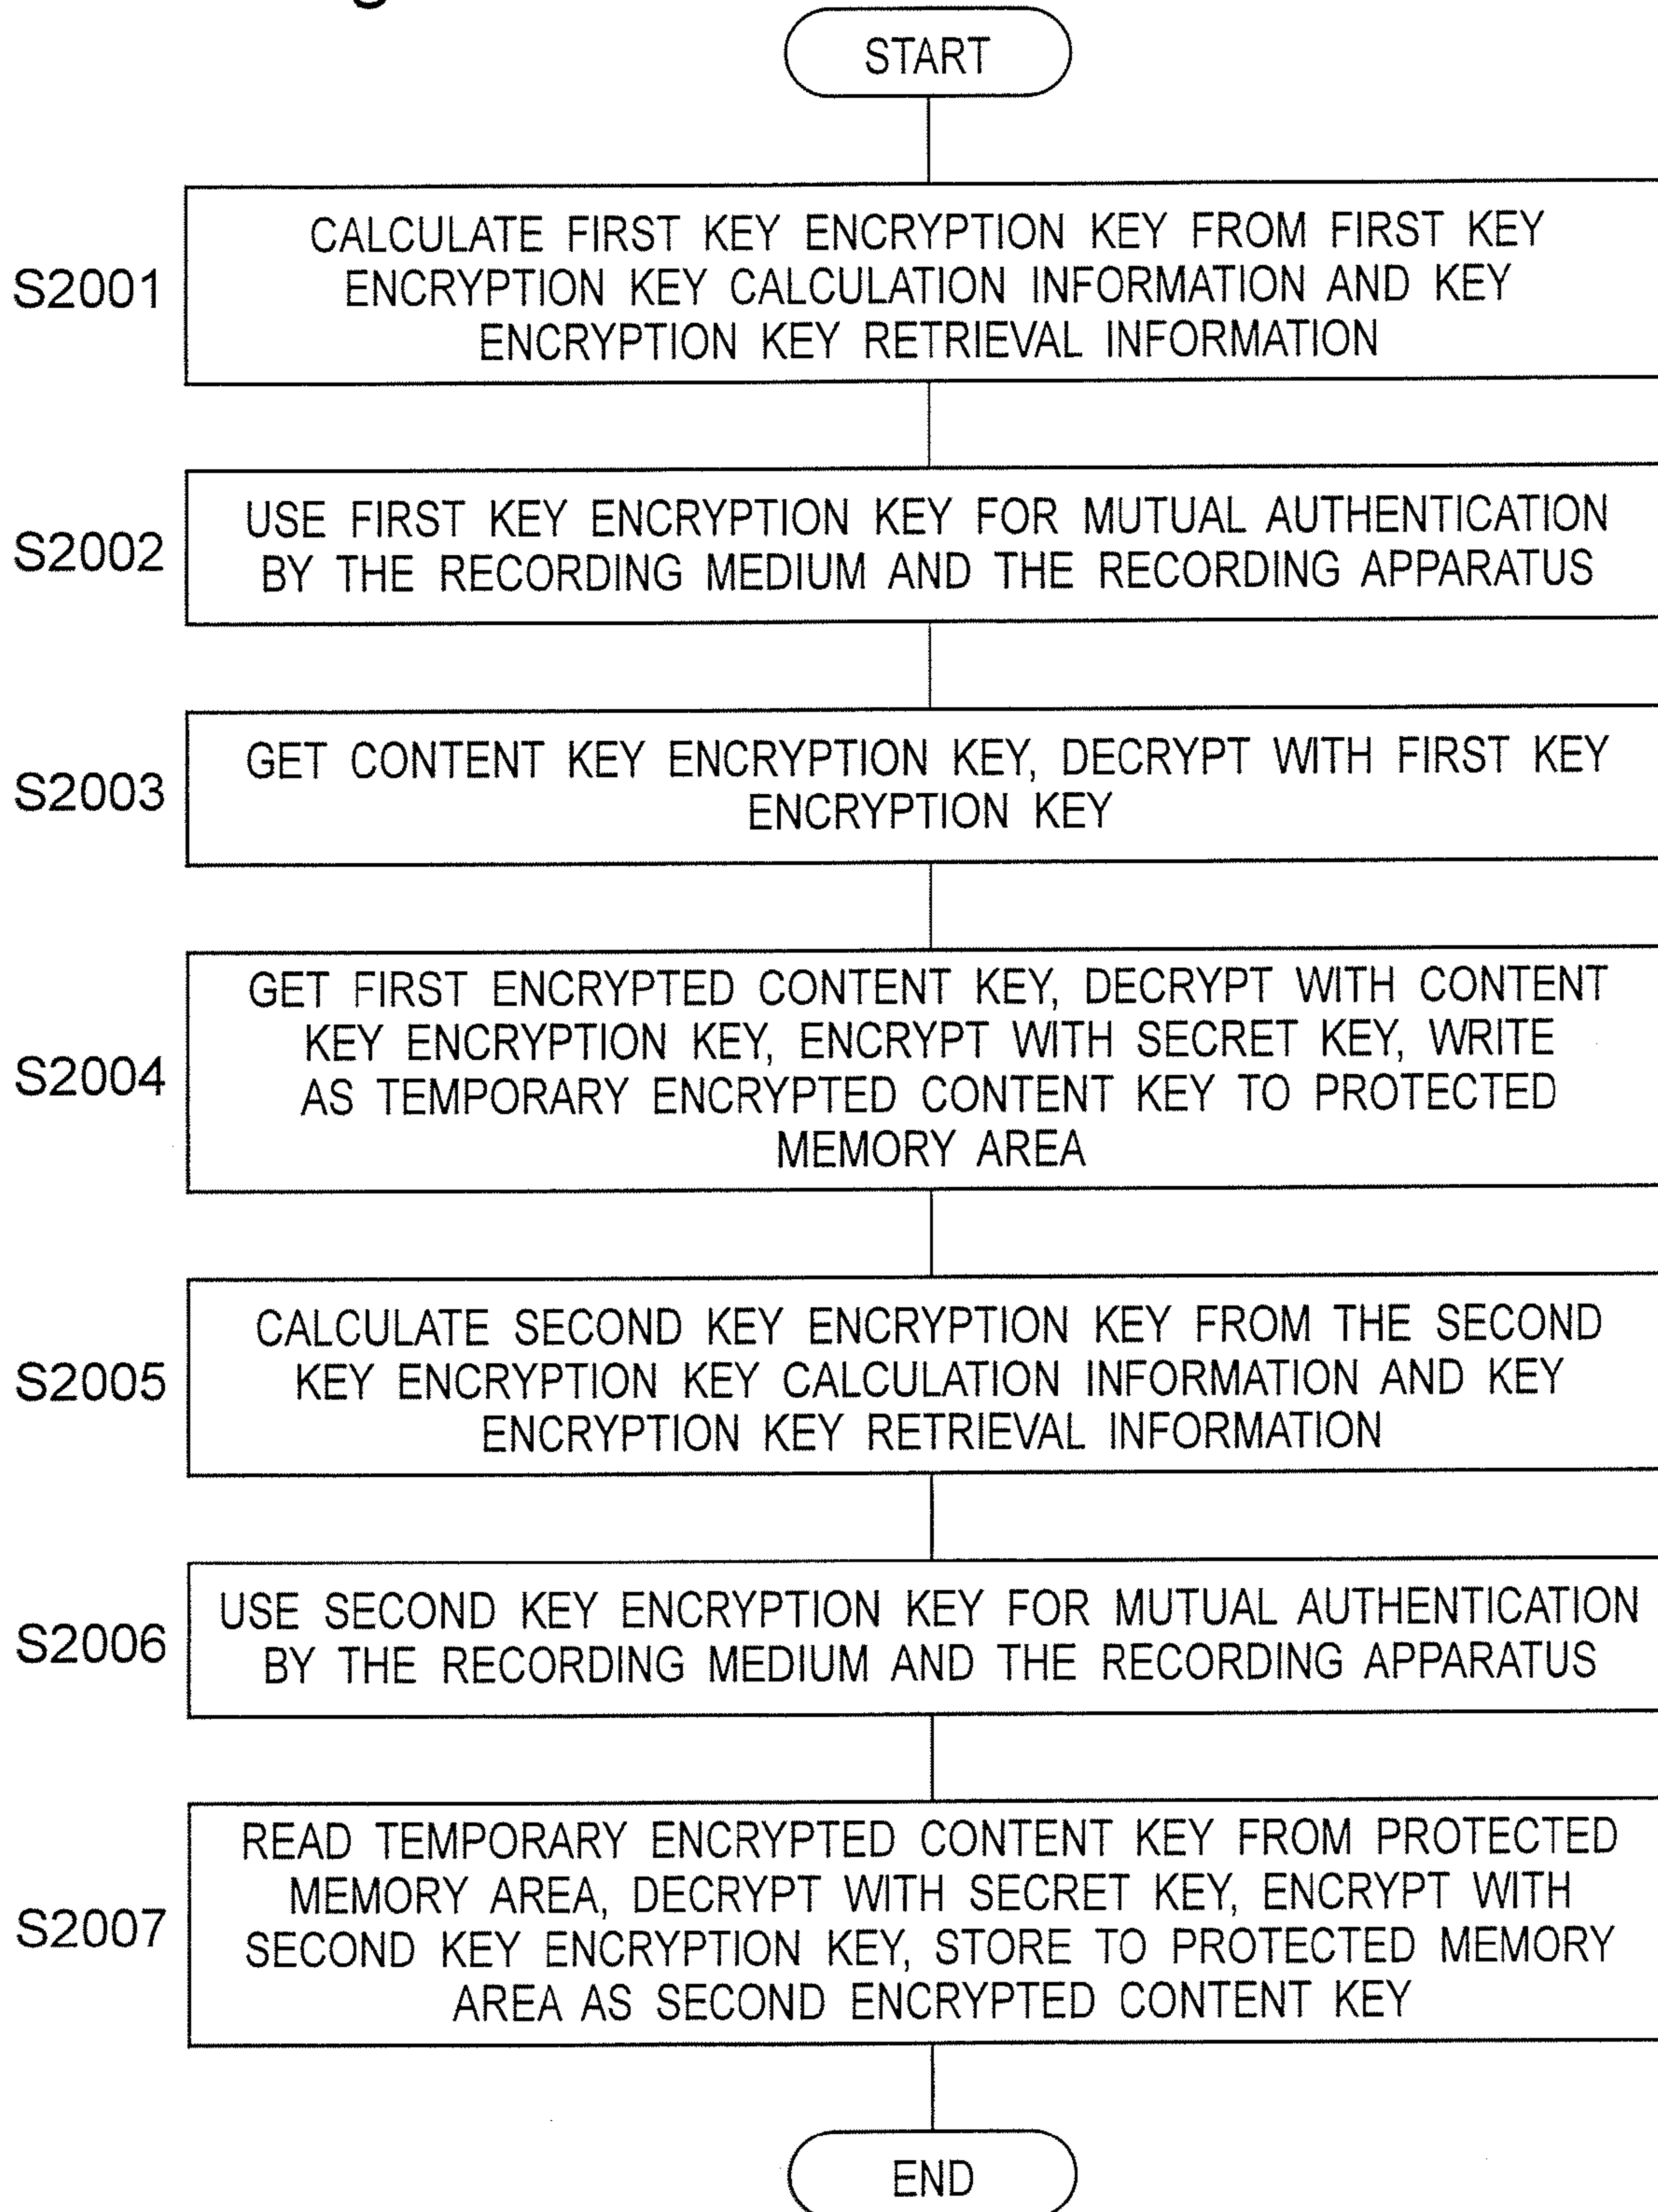 START
S2001
CALCULATE FIRST KEY ENCRYPTION KEY FROM FIRST KEY
ENCRYPTION KEY CALCULATION INFORMATION AND KEY
ENCRYPTION KEY RETRIEVAL INFORMATION
S2002
USE FIRST KEY ENCRYPTION KEY FOR MUTUAL AUTHENTICATION
BY THE RECORDING MEDIUM AND THE RECORDING APPARATUS
S2003
GET CONTENT KEY ENCRYPTION KEY, DECRYPT WITH FIRST KEY
ENCRYPTION KEY
S2004
GET FIRST ENCRYPTED CONTENT KEY, DECRYPT WITH CONTENT
KEY ENCRYPTION KEY, ENCRYPT WITH SECRET KEY, WRITE
AS TEMPORARY ENCRYPTED CONTENT KEY TO PROTECTED
MEMORY AREA
S2005
CALCULATE SECOND KEY ENCRYPTION KEY FROM THE SECOND
KEY ENCRYPTION KEY CALCULATION INFORMATION AND KEY
ENCRYPTION KEY RETRIEVAL INFORMATION
S2006
USE SECOND KEY ENCRYPTION KEY FOR MUTUAL AUTHENTICATION
BY THE RECORDING MEDIUM AND THE RECORDING APPARATUS
S2007
READ TEMPORARY ENCRYPTED CONTENT KEY FROM PROTECTED
MEMORY AREA, DECRYPT WITH SECRET KEY, ENCRYPT WITH
SECOND KEY ENCRYPTION KEY, STORE TO PROTECTED MEMORY
AREA AS SECOND ENCRYPTED CONTENT KEY
END